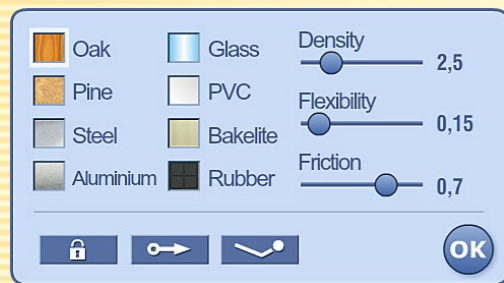 Oak
Pine
Steel
Aluminium
Glass
PVC
Bakelite
Rubber
Density
2,5
Flexibility
0,15
Friction
0,7
OK